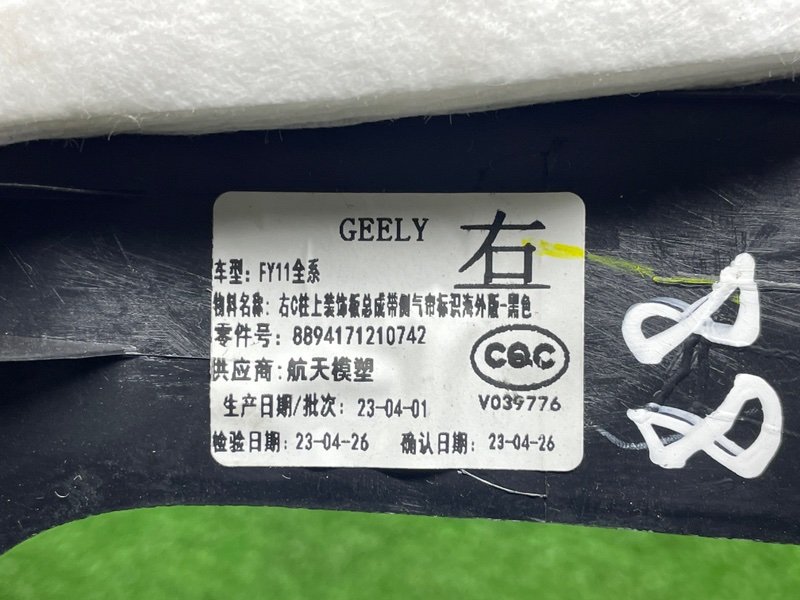 GEELY
右
车型: FY11全系
物料名称: 右C柱上装饰板总成带侧气帘标识海外版-黑色
零件号: 8894171210742
CQC
供应商: 航天模塑
V039776
生产日期/批次: 23-04-01
检验日期: 23-04-26 确认日期: 23-04-26